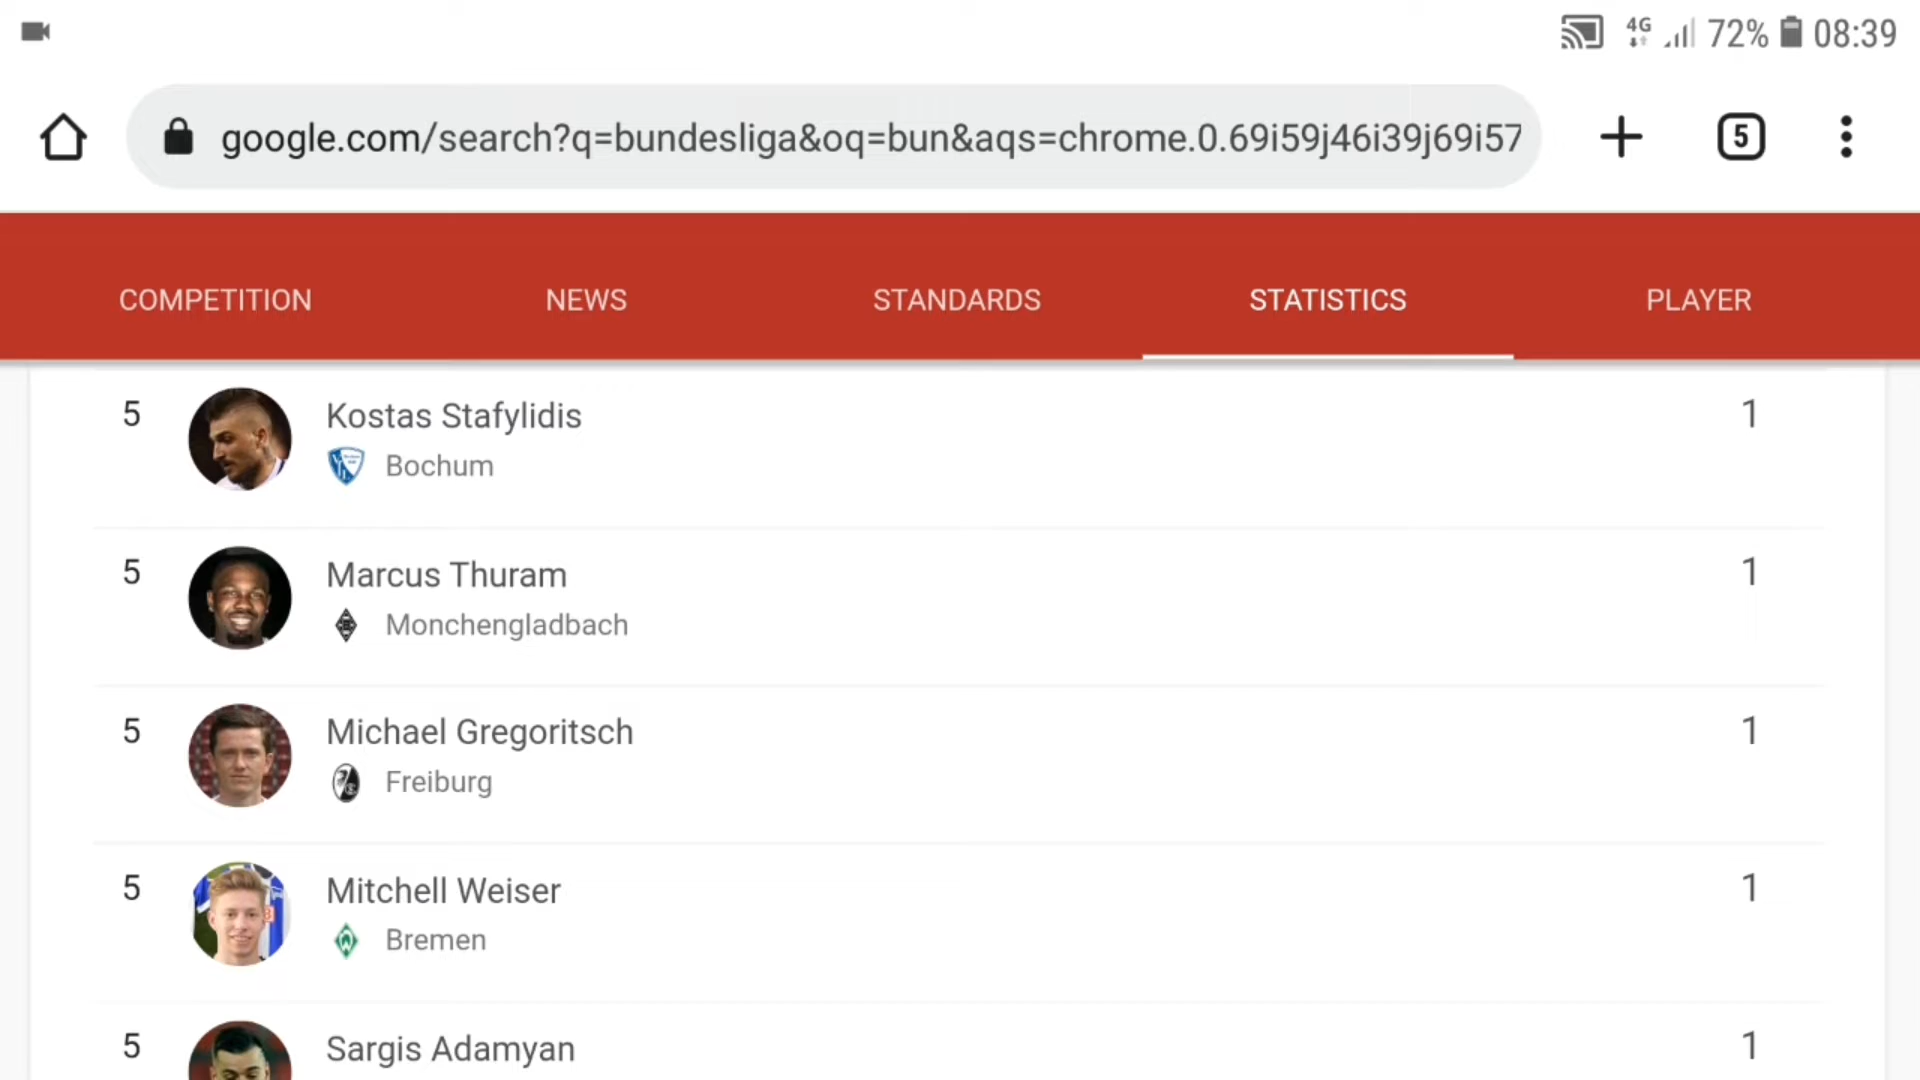 4G 72% 08:39
google.com/search?q=bundesliga&oq=bun&aqs=chrome.0.69i59j46i39j69i57
5
COMPETITION NEWS STANDARDS STATISTICS PLAYER
5 Kostas Stafylidis 1
Bochum
5 Marcus Thuram 1
Monchengladbach
5 Michael Gregoritsch 1
Freiburg
5 Mitchell Weiser 1
Bremen
5 Sargis Adamyan 1